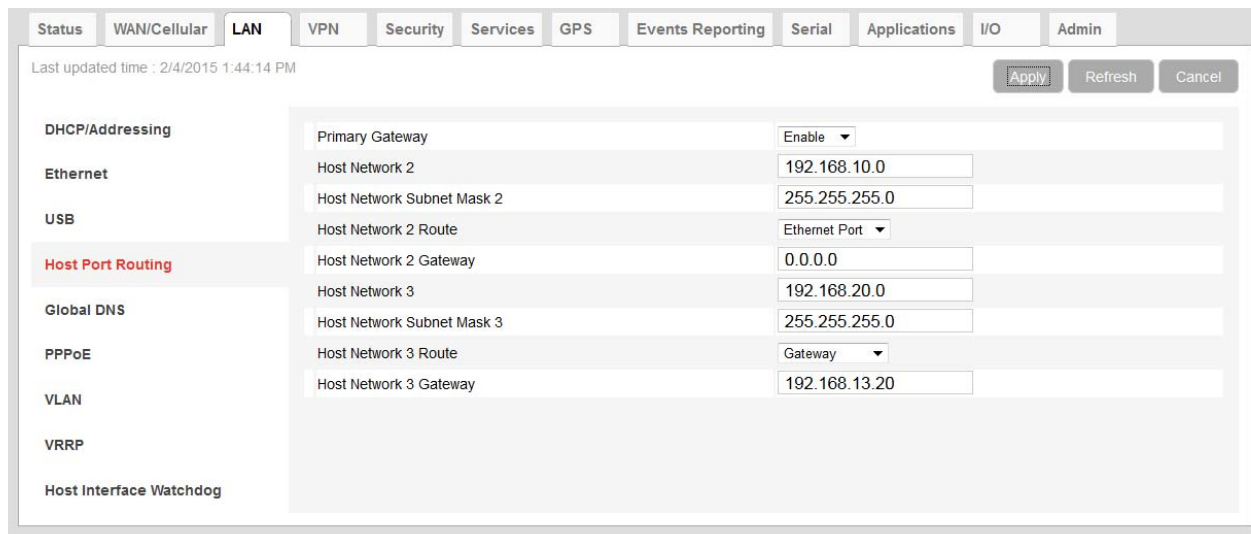 Status WAN/Cellular LAN VPN Security Services GPS Events Reporting Serial Applications I/O Admin
Last updated time : 2/4/2015 1:44:14 PM
Apply Refresh Cancel
DHCP/Addressing
Ethernet
USB
Host Port Routing
Global DNS
PPPoE
VLAN
VRRP
Host Interface Watchdog
Primary Gateway Enable
Host Network 2 192.168.10.0
Host Network Subnet Mask 2 255.255.255.0
Host Network 2 Route Ethernet Port
Host Network 2 Gateway 0.0.0.0
Host Network 3 192.168.20.0
Host Network Subnet Mask 3 255.255.255.0
Host Network 3 Route Gateway
Host Network 3 Gateway 192.168.13.20